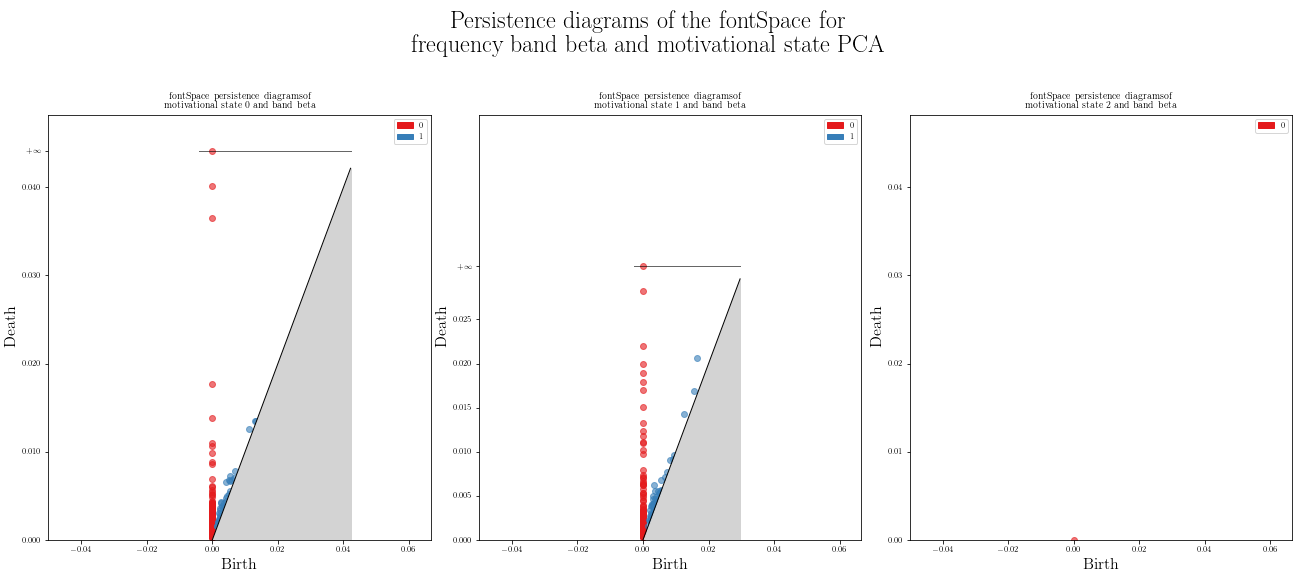 Persistence diagrams of the fontSpace for
frequency band beta and motivational state PCA
fontSpace persistence diagramsof
motivational state 0 and band beta
0
1
+∞
0.040
0.030
0.020
0.010
0.000
−0.04
−0.02
0.00
0.02
0.04
0.06
Death
Birth
fontSpace persistence diagramsof
motivational state 1 and band beta
0
1
+∞
0.025
0.020
0.015
0.010
0.005
0.000
−0.04
−0.02
0.00
0.02
0.04
0.06
Death
Birth
fontSpace persistence diagramsof
motivational state 2 and band beta
0
0.04
0.03
0.02
0.01
0.00
−0.04
−0.02
0.00
0.02
0.04
0.06
Death
Birth